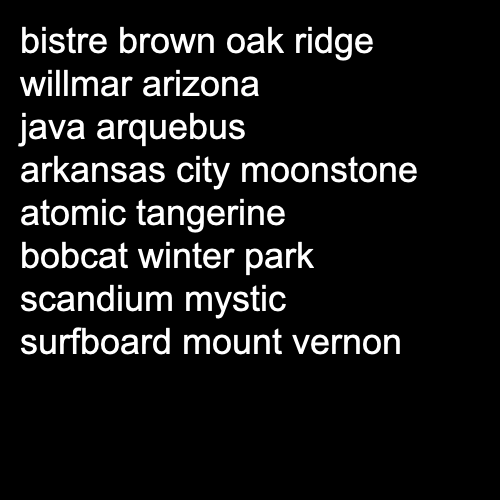 bistre brown oak ridge
willmar arizona
java arquebus
arkansas city moonstone
atomic tangerine
bobcat winter park
scandium mystic
surfboard mount vernon